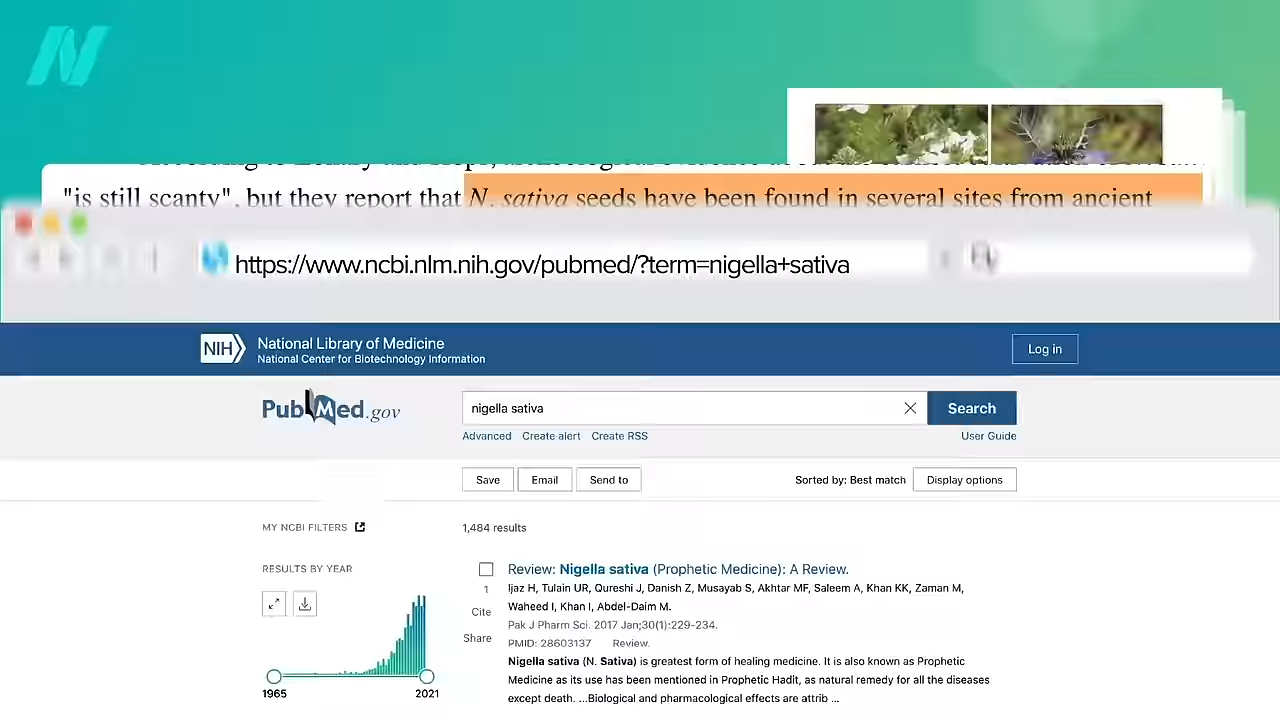 "is still scanty", but they report that N. sativa seeds have been found in several sites from ancient
https://www.ncbi.nlm.nih.gov/pubmed/?term=nigella+sativa
NIH
National Library of Medicine
National Center for Biotechnology Information
Log in
PubMed.gov
nigella sativa
Search
Advanced Create alert Create RSS
User Guide
Save Email Send to
Sorted by: Best match Display options
MY NCBI FILTERS
1,484 results
RESULTS BY YEAR
1965
2021
1
Cite
Share
Review: Nigella sativa (Prophetic Medicine): A Review.
Ijaz H, Tulain UR, Qureshi J, Danish Z, Musayab S, Akhtar MF, Saleem A, Khan KK, Zaman M,
Waheed I, Khan I, Abdel-Daim M.
Pak J Pharm Sci. 2017 Jan;30(1):229-234.
PMID: 28603137 Review.
Nigella sativa (N. Sativa) is greatest form of healing medicine. It is also known as Prophetic
Medicine as its use has been mentioned in Prophetic Hadit, as natural remedy for all the diseases
except death. ...Biological and pharmacological effects are attrib ...